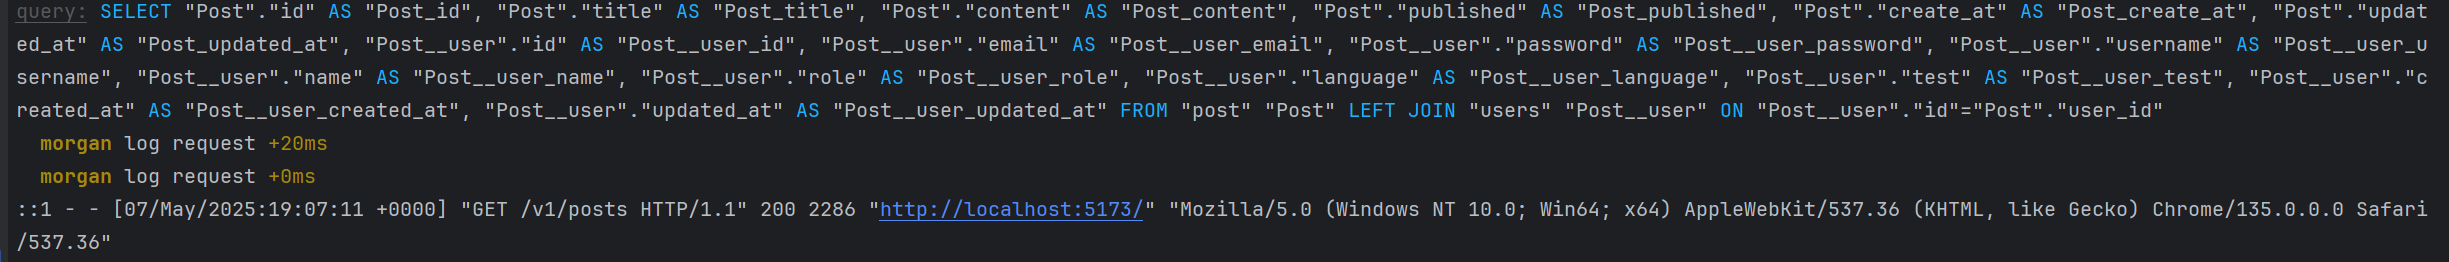 query: SELECT "Post"."id" AS "Post_id", "Post"."title" AS "Post_title", "Post"."content" AS "Post_content", "Post"."published" AS "Post_published", "Post"."create_at" AS "Post_create_at", "Post"."updat
ed_at" AS "Post_updated_at", "Post__user"."id" AS "Post__user_id", "Post__user"."email" AS "Post__user_email", "Post__user"."password" AS "Post__user_password", "Post__user"."username" AS "Post__user_u
sername", "Post__user"."name" AS "Post__user_name", "Post__user"."role" AS "Post__user_role", "Post__user"."language" AS "Post__user_language", "Post__user"."test" AS "Post__user_test", "Post__user"."c
reated_at" AS "Post__user_created_at", "Post__user"."updated_at" AS "Post__user_updated_at" FROM "post" "Post" LEFT JOIN "users" "Post__user" ON "Post__user"."id"="Post"."user_id"
morgan log request +20ms
morgan log request +0ms
::1 - - [07/May/2025:19:07:11 +0000] "GET /v1/posts HTTP/1.1" 200 2286 "http://localhost:5173/" "Mozilla/5.0 (Windows NT 10.0; Win64; x64) AppleWebKit/537.36 (KHTML, like Gecko) Chrome/135.0.0.0 Safari
/537.36"